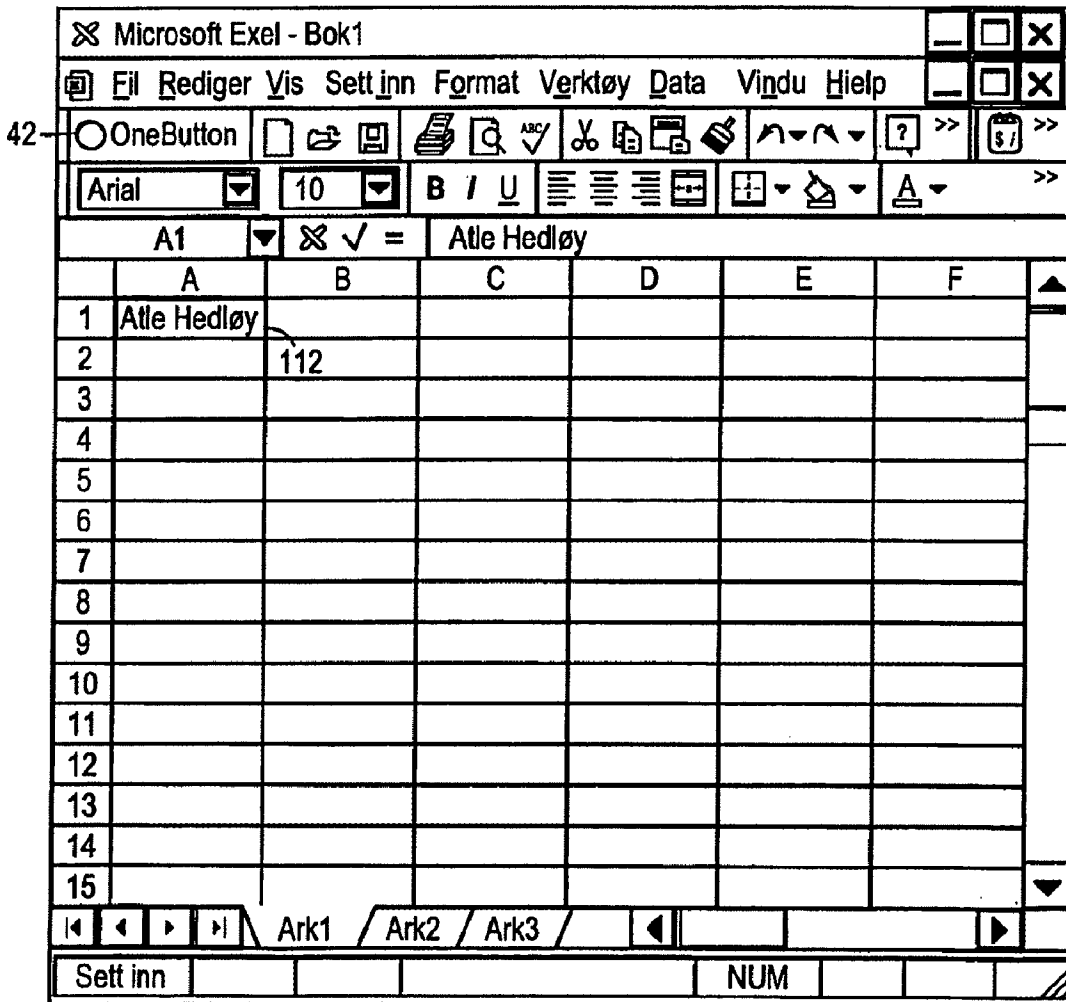 Microsoft Exel - Bok1
Fil Rediger Vis Sett inn Format Verktøy Data Vindu Hielp
42 OneButton ABC ? >> $/ >>
Arial 10 B I U A >>
A1 = Atle Hedløy
A B C D E F
1 Atle Hedløy
2 112
3
4
5
6
7
8
9
10
11
12
13
14
15
Ark1 Ark2 Ark3
Sett inn NUM